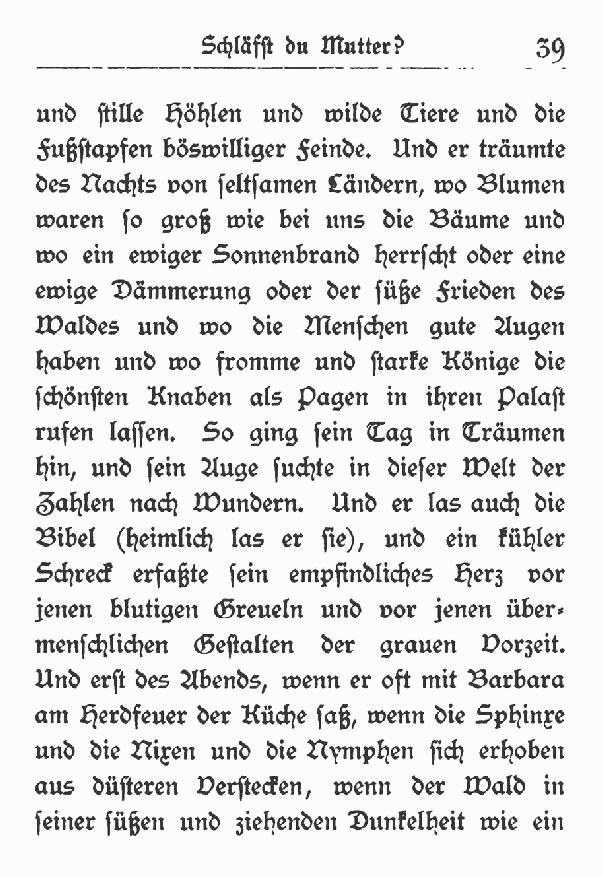 Schläfst du Mutter? 39
und stille Höhlen und wilde Tiere und die
Fußstapfen böswilliger Feinde. Und er träumte
des Nachts von seltsamen Ländern, wo Blumen
waren so groß wie bei uns die Bäume und
wo ein ewiger Sonnenbrand herrscht oder eine
ewige Dämmerung oder der süße Frieden des
Waldes und wo die Menschen gute Augen
haben und wo fromme und starke Könige die
schönsten Knaben als Pagen in ihren Palast
rufen lassen. So ging sein Tag in Träumen
hin, und sein Auge suchte in dieser Welt der
Zahlen nach Wundern. Und er las auch die
Bibel (heimlich las er sie), und ein kühler
Schreck erfaßte sein empfindliches Herz vor
jenen blutigen Greueln und vor jenen über-
menschlichen Gestalten der grauen Vorzeit.
Und erst des Abends, wenn er oft mit Barbara
am Herdfeuer der Küche saß, wenn die Sphinxe
und die Nixen und die Nymphen sich erhoben
aus düsteren Verstecken, wenn der Wald in
seiner süßen und ziehenden Dunkelheit wie ein